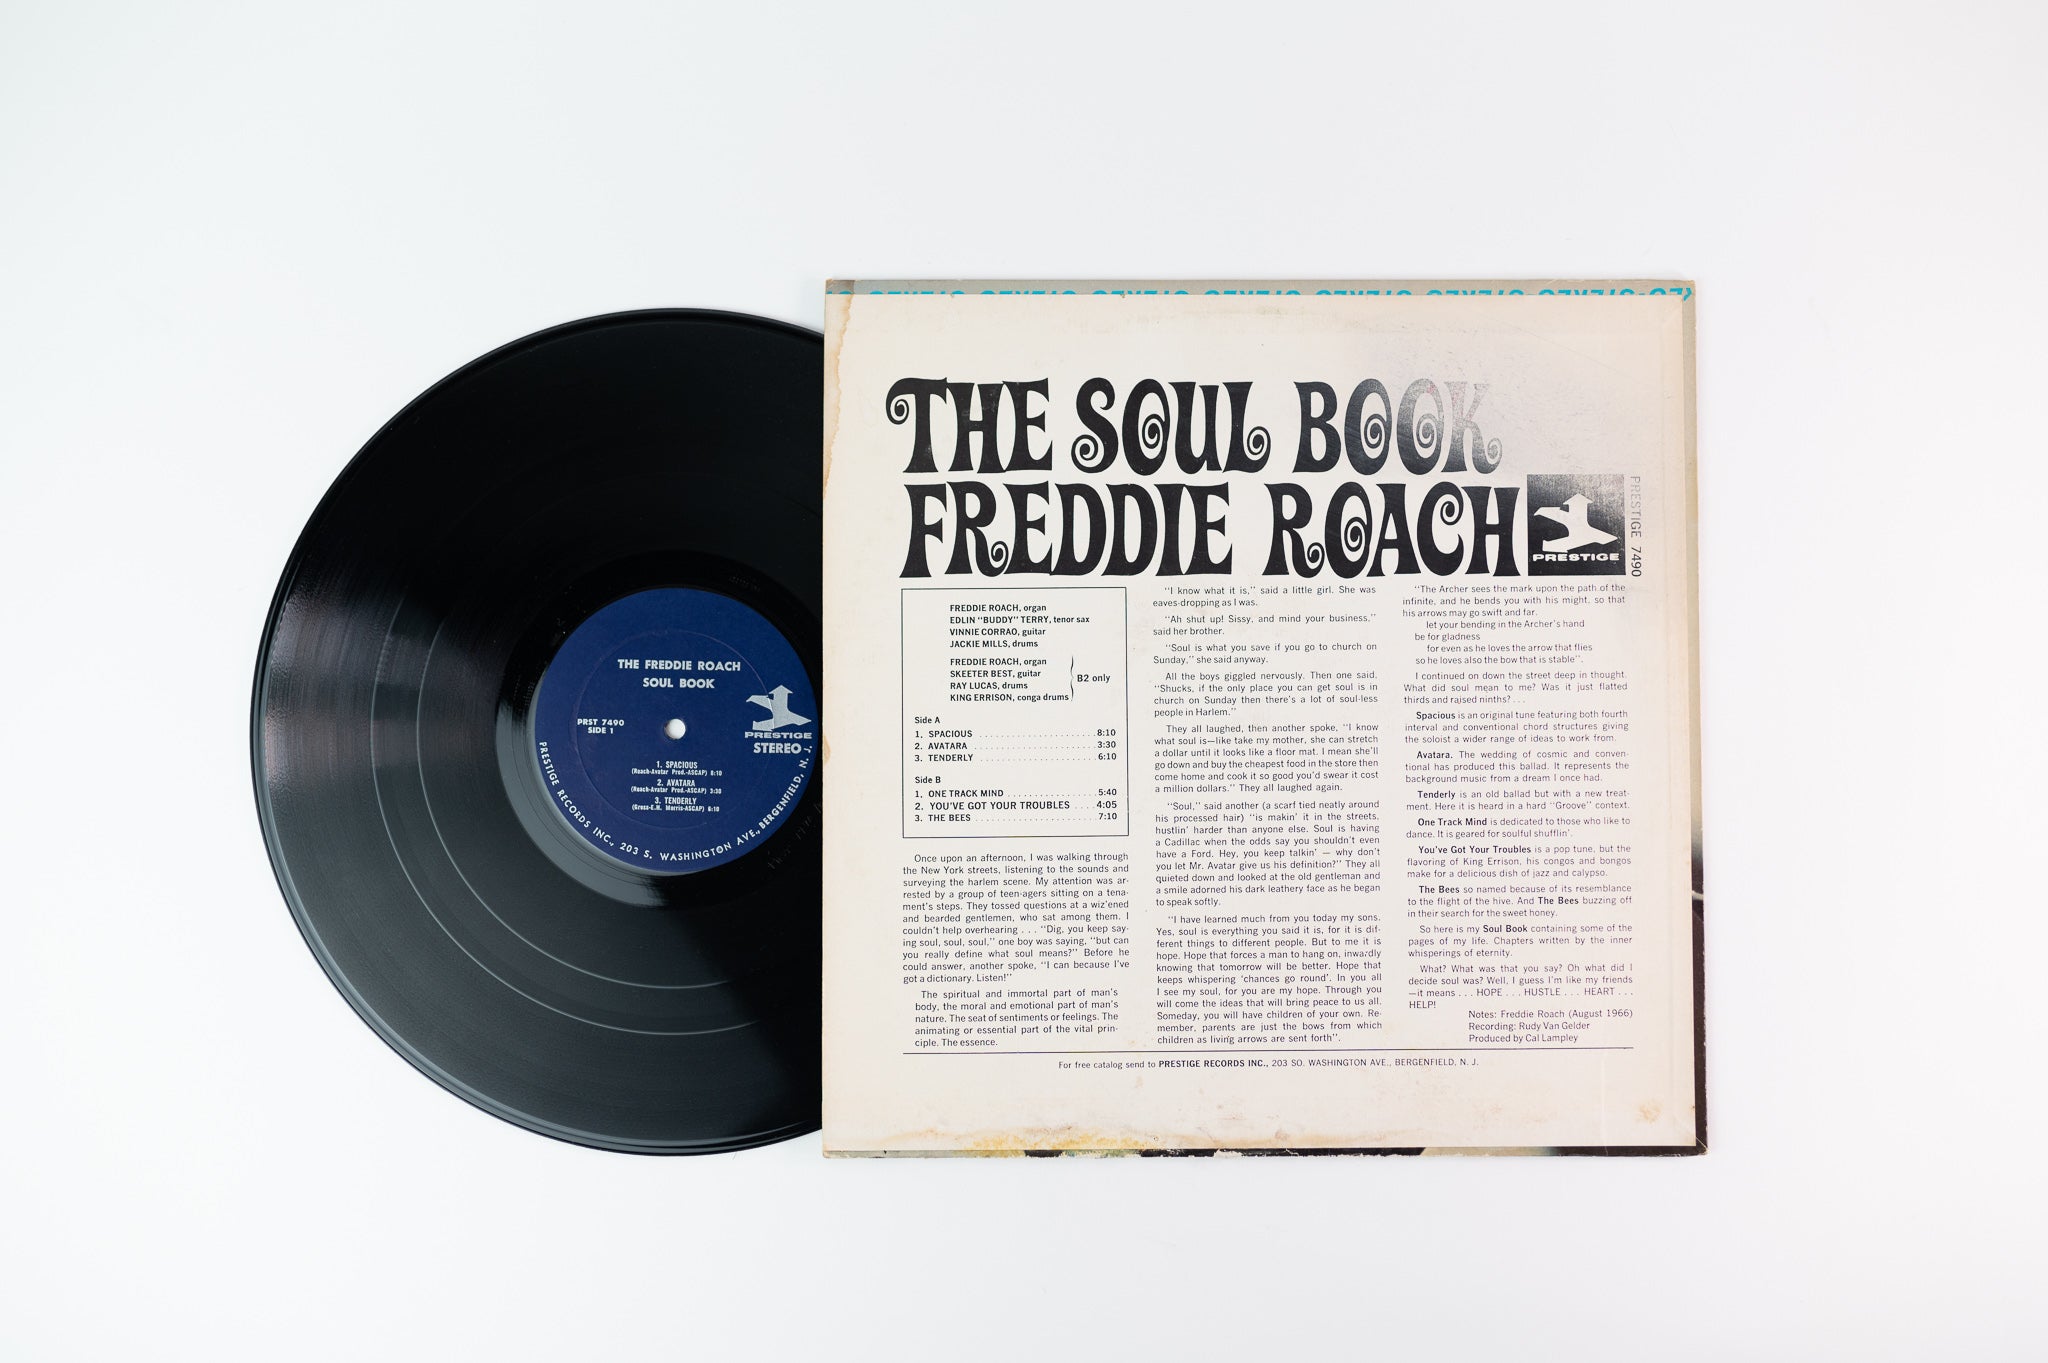 THE FREDDIE ROACH
SOUL BOOK
PRST 7490
SIDE 1
PRESTIGE
STEREO
1. SPACIOUS
(Roach-Avatar Prod.-ASCAP) 8:10
2. AVATARA
(Roach-Avatar Prod.-ASCAP) 3:30
3. TENDERLY
(Gross-E.H. Morris-ASCAP) 6:10
PRESTIGE RECORDS INC., 203 S. WASHINGTON AVE., BERGENFIELD, N. J.
THE SOUL BOOK
FREDDIE ROACH
PRESTIGE
PRESTIGE 7490
FREDDIE ROACH, organ
EDLIN "BUDDY" TERRY, tenor sax
VINNIE CORRAO, guitar
JACKIE MILLS, drums
FREDDIE ROACH, organ
SKEETER BEST, guitar
RAY LUCAS, drums
KING ERRISON, conga drums
B2 only
Side A
1. SPACIOUS . . . . . . . . . . . . . . . . . . . . 8:10
2. AVATARA . . . . . . . . . . . . . . . . . . . . 3:30
3. TENDERLY . . . . . . . . . . . . . . . . . . . . 6:10
Side B
1. ONE TRACK MIND . . . . . . . . . . . . . . . 5:40
2. YOU'VE GOT YOUR TROUBLES . . . . 4:05
3. THE BEES . . . . . . . . . . . . . . . . . . . . 7:10
Once upon an afternoon, I was walking through
the New York streets, listening to the sounds and
surveying the harlem scene. My attention was ar-
rested by a group of teen-agers sitting on a tena-
ment's steps. They tossed questions at a wiz'ened
and bearded gentlemen, who sat among them. I
couldn't help overhearing . . . "Dig, you keep say-
ing soul, soul, soul," one boy was saying, "but can
you really define what soul means?" Before he
could answer, another spoke, "I can because I've
got a dictionary. Listen!"
The spiritual and immortal part of man's
body, the moral and emotional part of man's
nature. The seat of sentiments or feelings. The
animating or essential part of the vital prin-
ciple. The essence.
"I know what it is," said a little girl. She was
eaves-dropping as I was.
"Ah shut up! Sissy, and mind your business,"
said her brother.
"Soul is what you save if you go to church on
Sunday," she said anyway.
All the boys giggled nervously. Then one said,
"Shucks, if the only place you can get soul is in
church on Sunday then there's a lot of soul-less
people in Harlem."
They all laughed, then another spoke, "I know
what soul is—like take my mother, she can stretch
a dollar until it looks like a floor mat. I mean she'll
go down and buy the cheapest food in the store then
come home and cook it so good you'd swear it cost
a million dollars." They all laughed again.
"Soul," said another (a scarf tied neatly around
his processed hair) "is makin' it in the streets,
hustlin' harder than anyone else. Soul is having
a Cadillac when the odds say you shouldn't even
have a Ford. Hey, you keep talkin' — why don't
you let Mr. Avatar give us his definition?" They all
quieted down and looked at the old gentleman and
a smile adorned his dark leathery face as he began
to speak softly.
"I have learned much from you today my sons.
Yes, soul is everything you said it is, for it is dif-
ferent things to different people. But to me it is
hope. Hope that forces a man to hang on, inwardly
knowing that tomorrow will be better. Hope that
keeps whispering 'chances go round'. In you all
I see my soul, for you are my hope. Through you
will come the ideas that will bring peace to us all.
Someday, you will have children of your own. Re-
member, parents are just the bows from which
children as living arrows are sent forth".
"The Archer sees the mark upon the path of the
infinite, and he bends you with his might, so that
his arrows may go swift and far.
let your bending in the Archer's hand
be for gladness
for even as he loves the arrow that flies
so he loves also the bow that is stable".
I continued on down the street deep in thought.
What did soul mean to me? Was it just flatted
thirds and raised ninths? . . .
Spacious is an original tune featuring both fourth
interval and conventional chord structures giving
the soloist a wider range of ideas to work from.
Avatara. The wedding of cosmic and conven-
tional has produced this ballad. It represents the
background music from a dream I once had.
Tenderly is an old ballad but with a new treat-
ment. Here it is heard in a hard "Groove" context.
One Track Mind is dedicated to those who like to
dance. It is geared for soulful shufflin'.
You've Got Your Troubles is a pop tune, but the
flavoring of King Errison, his congos and bongos
make for a delicious dish of jazz and calypso.
The Bees so named because of its resemblance
to the flight of the hive. And The Bees buzzing off
in their search for the sweet honey.
So here is my Soul Book containing some of the
pages of my life. Chapters written by the inner
whisperings of eternity.
What? What was that you say? Oh what did I
decide soul was? Well, I guess I'm like my friends
—it means . . . HOPE . . . HUSTLE . . . HEART . . .
HELP!
Notes: Freddie Roach (August 1966)
Recording: Rudy Van Gelder
Produced by Cal Lampley
For free catalog send to PRESTIGE RECORDS INC., 203 SO. WASHINGTON AVE., BERGENFIELD, N. J.